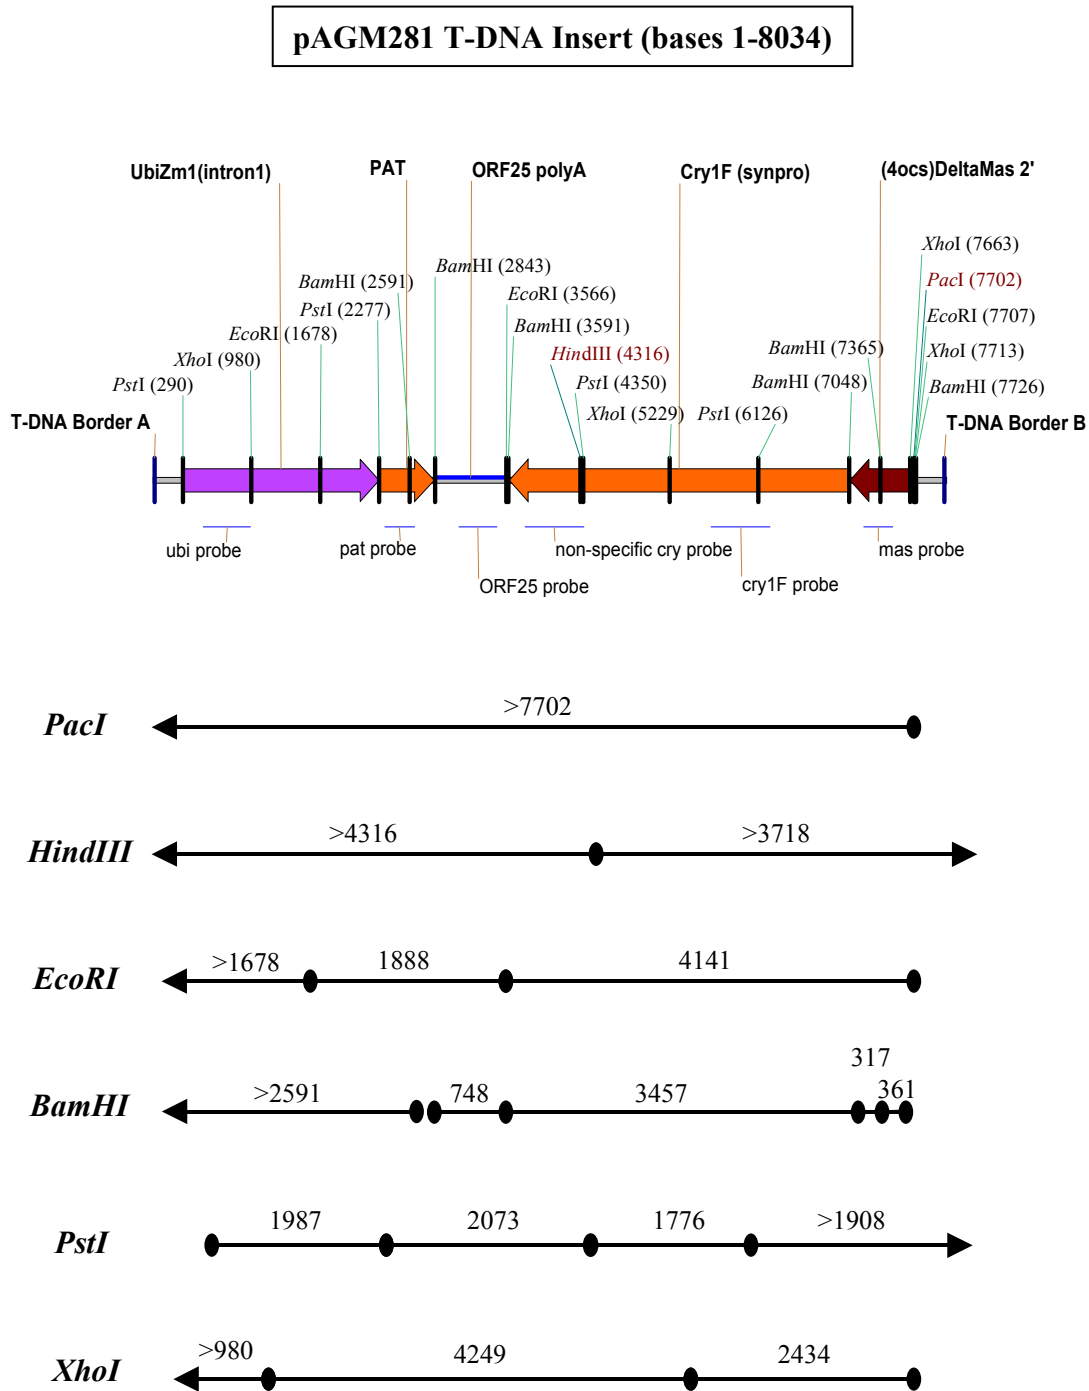 pAGM281 T-DNA Insert (bases 1-8034)
UbiZm1(intron1) PAT ORF25 polyA Cry1F (synpro) (4ocs)DeltaMas 2'
XhoI (7663)
BamHI (2843)
PacI (7702)
BamHI (2591)
EcoRI (3566)
PstI (2277)
EcoRI (7707)
BamHI (3591)
EcoRI (1678)
HindIII (4316)
BamHI (7365)
XhoI (7713)
XhoI (980)
PstI (290)
PstI (4350)
BamHI (7048)
BamHI (7726)
XhoI (5229)
PstI (6126)
T-DNA Border A
T-DNA Border B
ubi probe pat probe non-specific cry probe mas probe
ORF25 probe cry1F probe
>7702
PacI
>4316 >3718
HindIII
>1678 1888 4141
EcoRI
317
>2591 748 3457 361
BamHI
1987 2073 1776 >1908
PstI
>980 4249 2434
XhoI